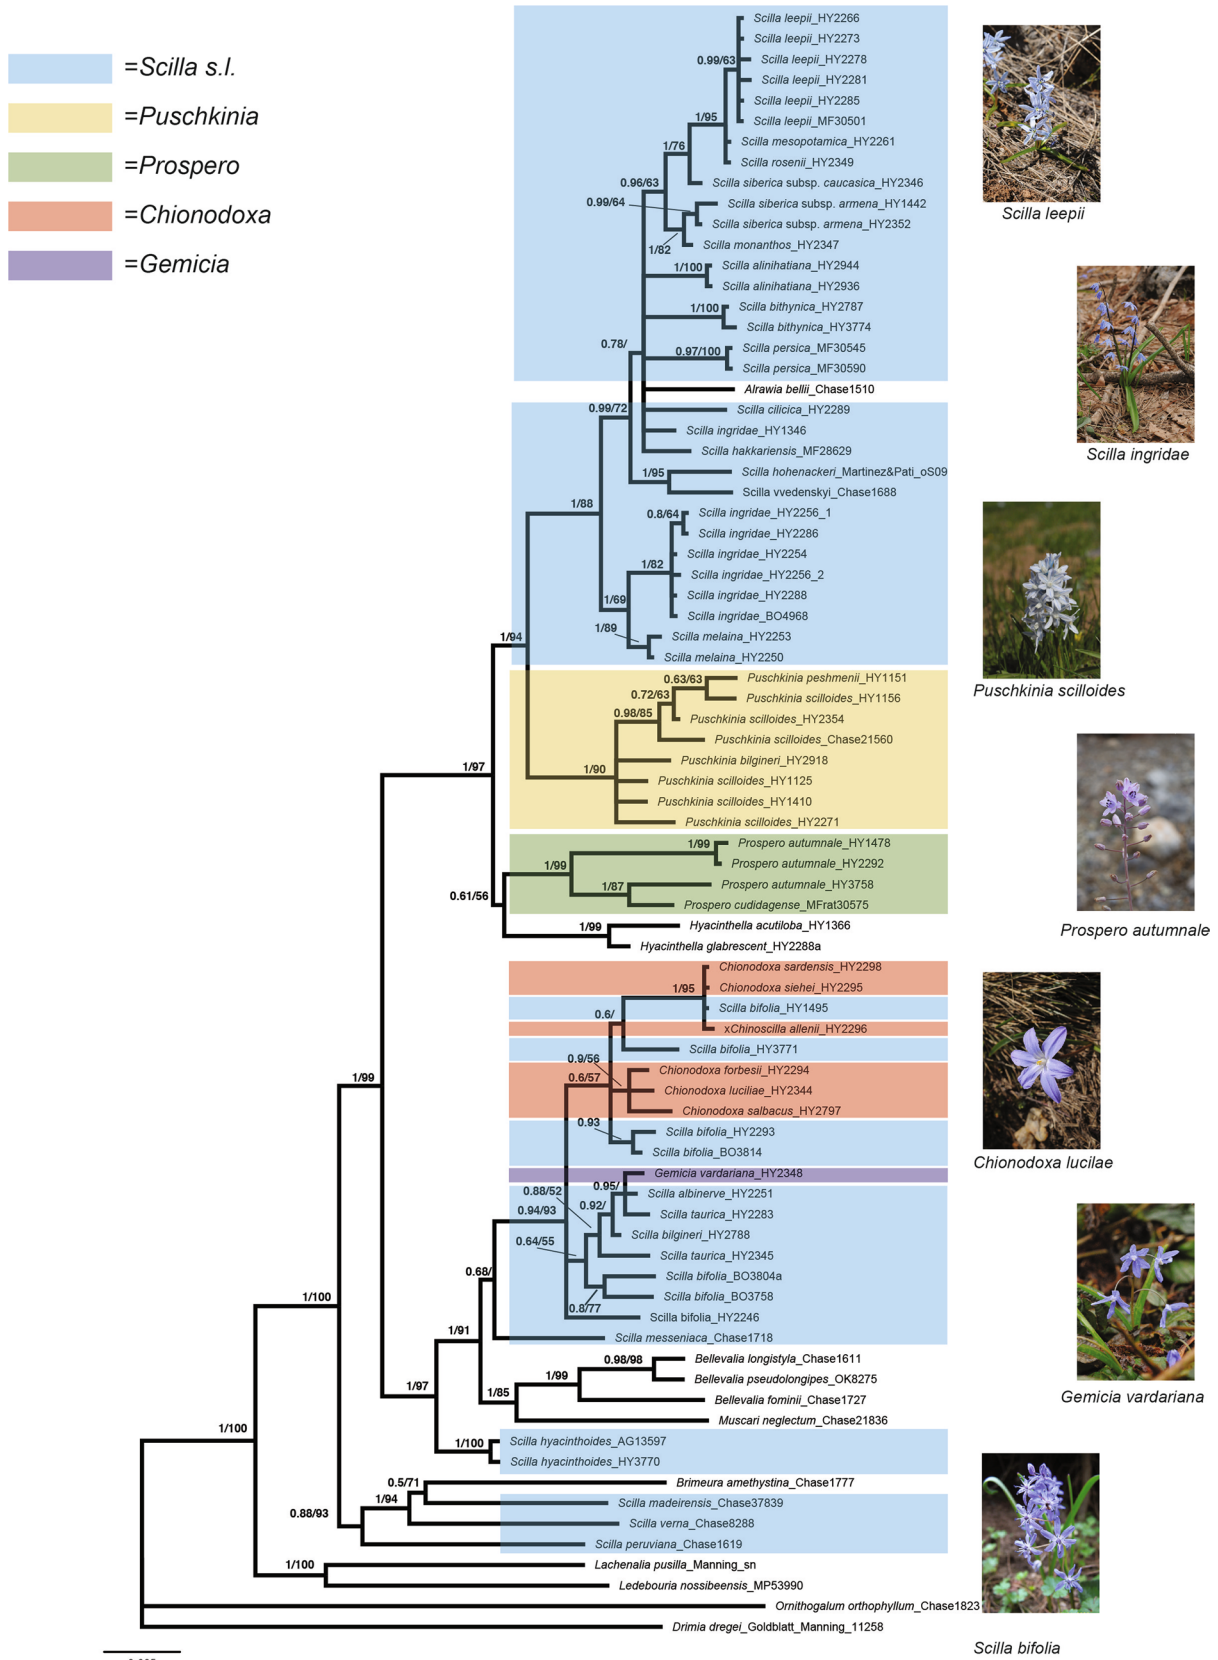 =Scilla s.l.
=Puschkinia
=Prospero
=Chionodoxa
=Gemicia
Scilla leepii_HY2266
Scilla leepii_HY2273
0.99/63
Scilla leepii_HY2278
Scilla leepii_HY2281
Scilla leepii_HY2285
1/95
Scilla leepii_MF30501
Scilla mesopotamica_HY2261
1/76
Scilla rosenii_HY2349
0.96/63
Scilla siberica subsp. caucasica_HY2346
0.99/64
Scilla siberica subsp. armena_HY1442
Scilla siberica subsp. armena_HY2352
1/82
Scilla monanthos_HY2347
1/100
Scilla alinihatiana_HY2944
Scilla alinihatiana_HY2936
1/100
Scilla bithynica_HY2787
Scilla bithynica_HY3774
0.78/
0.97/100
Scilla persica_MF30545
Scilla persica_MF30590
Alrawia bellii_Chase1510
0.99/72
Scilla cilicica_HY2289
Scilla ingridae_HY1346
Scilla hakkariensis_MF28629
1/95
Scilla hohenackeri_Martinez&Pati_oS09
Scilla vvedenskyi_Chase1688
1/88
0.8/64
Scilla ingridae_HY2256_1
Scilla ingridae_HY2286
Scilla ingridae_HY2254
1/82
Scilla ingridae_HY2256_2
Scilla ingridae_HY2288
1/69
Scilla ingridae_BO4968
1/89
Scilla melaina_HY2253
Scilla melaina_HY2250
1/94
0.63/63
Puschkinia peshmenii_HY1151
0.72/63
Puschkinia scilloides_HY1156
0.98/85
Puschkinia scilloides_HY2354
Puschkinia scilloides_Chase21560
Puschkinia bilgineri_HY2918
1/90
Puschkinia scilloides_HY1125
Puschkinia scilloides_HY1410
Puschkinia scilloides_HY2271
1/97
1/99
Prospero autumnale_HY1478
Prospero autumnale_HY2292
1/99
1/87
Prospero autumnale_HY3758
Prospero cudidagense_MFrat30575
0.61/56
1/99
Hyacinthella acutiloba_HY1366
Hyacinthella glabrescent_HY2288a
Chionodoxa sardensis_HY2298
1/95
Chionodoxa siehei_HY2295
Scilla bifolia_HY1495
0.6/
xChinoscilla allenii_HY2296
Scilla bifolia_HY3771
0.9/56
Chionodoxa forbesii_HY2294
0.6/57
Chionodoxa luciliae_HY2344
Chionodoxa salbacus_HY2797
0.93
Scilla bifolia_HY2293
Scilla bifolia_BO3814
1/99
Gemicia vardariana_HY2348
0.95/
0.88/52
Scilla albinerve_HY2251
0.92/
0.94/93
Scilla taurica_HY2283
Scilla bilgineri_HY2788
0.64/55
Scilla taurica_HY2345
Scilla bifolia_BO3804a
0.8/77
Scilla bifolia_BO3758
Scilla bifolia_HY2246
0.68/
Scilla messeniaca_Chase1718
1/91
0.98/98
Bellevalia longistyla_Chase1611
1/99
Bellevalia pseudolongipes_OK8275
1/85
Bellevalia fominii_Chase1727
Muscari neglectum_Chase21836
1/97
1/100
Scilla hyacinthoides_AG13597
Scilla hyacinthoides_HY3770
1/100
0.5/71
Brimeura amethystina_Chase1777
1/94
Scilla madeirensis_Chase37839
0.88/93
Scilla verna_Chase8288
Scilla peruviana_Chase1619
1/100
1/100
Lachenalia pusilla_Manning_sn
Ledebouria nossibeensis_MP53990
Ornithogalum orthophyllum_Chase1823
Drimia dregei_Goldblatt_Manning_11258
Scilla leepii
Scilla ingridae
Puschkinia scilloides
Prospero autumnale
Chionodoxa lucilae
Gemicia vardariana
Scilla bifolia